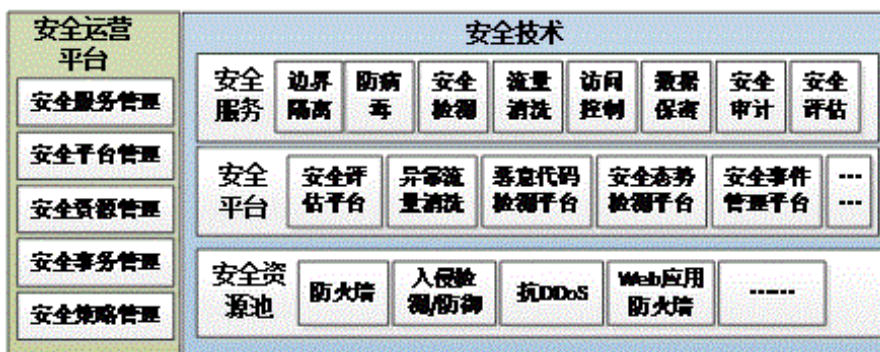 安全运营
平台
安全服务管理
安全平台管理
安全资源管理
安全事务管理
安全策略管理
安全技术
安全
服务
边界
隔离
防病
毒
安全
检测
流量
清洗
访问
控制
数据
保密
安全
审计
安全
评估
安全
平台
安全评
估平台
异常流
量清洗
恶意代码
检测平台
安全态势
检测平台
安全事件
管理平台
---
---
安全资
源池
防火墙
入侵检
测/防御
抗DDoS
Web应用
防火墙
------